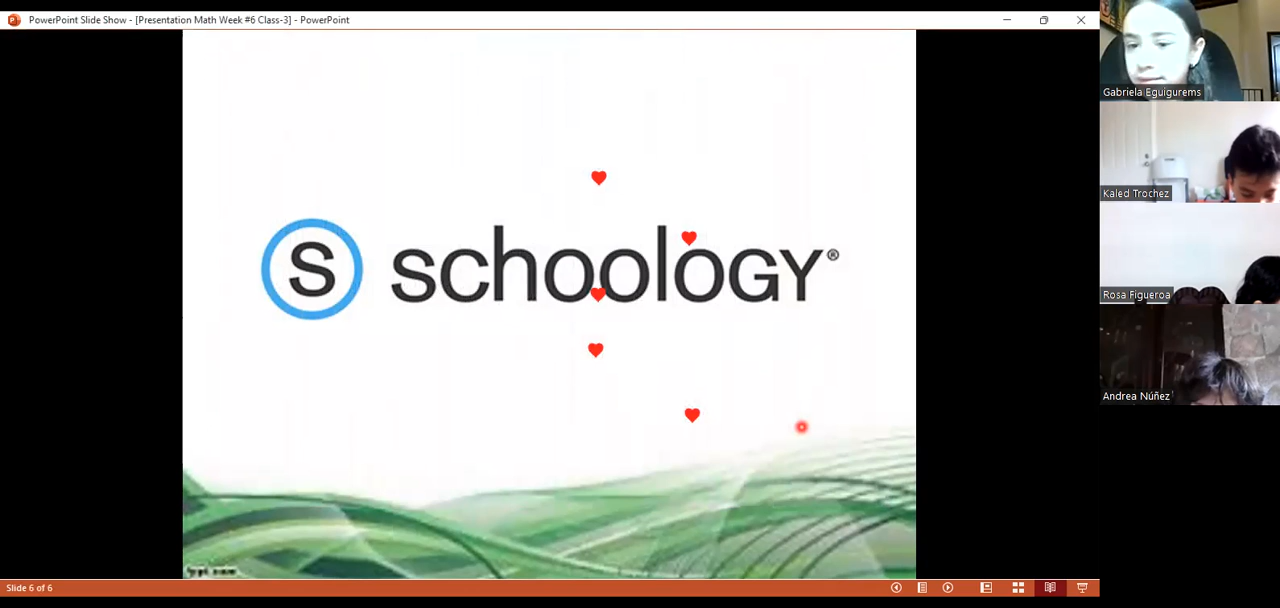 PowerPoint Slide Show - [Presentation Math Week #6 Class-3] - PowerPoint
Gabriela Eguigurems
Kaled Trochez
S schooloGY®
Rosa Figueroa
Andrea Núñez
Slide 6 of 6